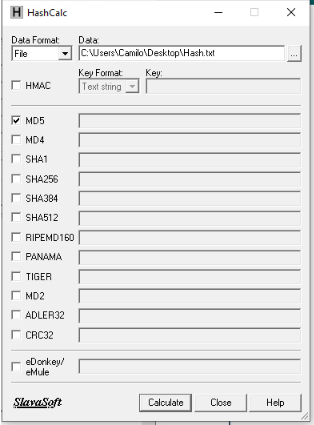 H HashCalc
Data Format: Data:
File C:\Users\Camilo\Desktop\Hash.txt ...
Key Format: Key:
HMAC Text string
MD5
MD4
SHA1
SHA256
SHA384
SHA512
RIPEMD160
PANAMA
TIGER
MD2
ADLER32
CRC32
eDonkey/
eMule
SlavaSoft Calculate Close Help